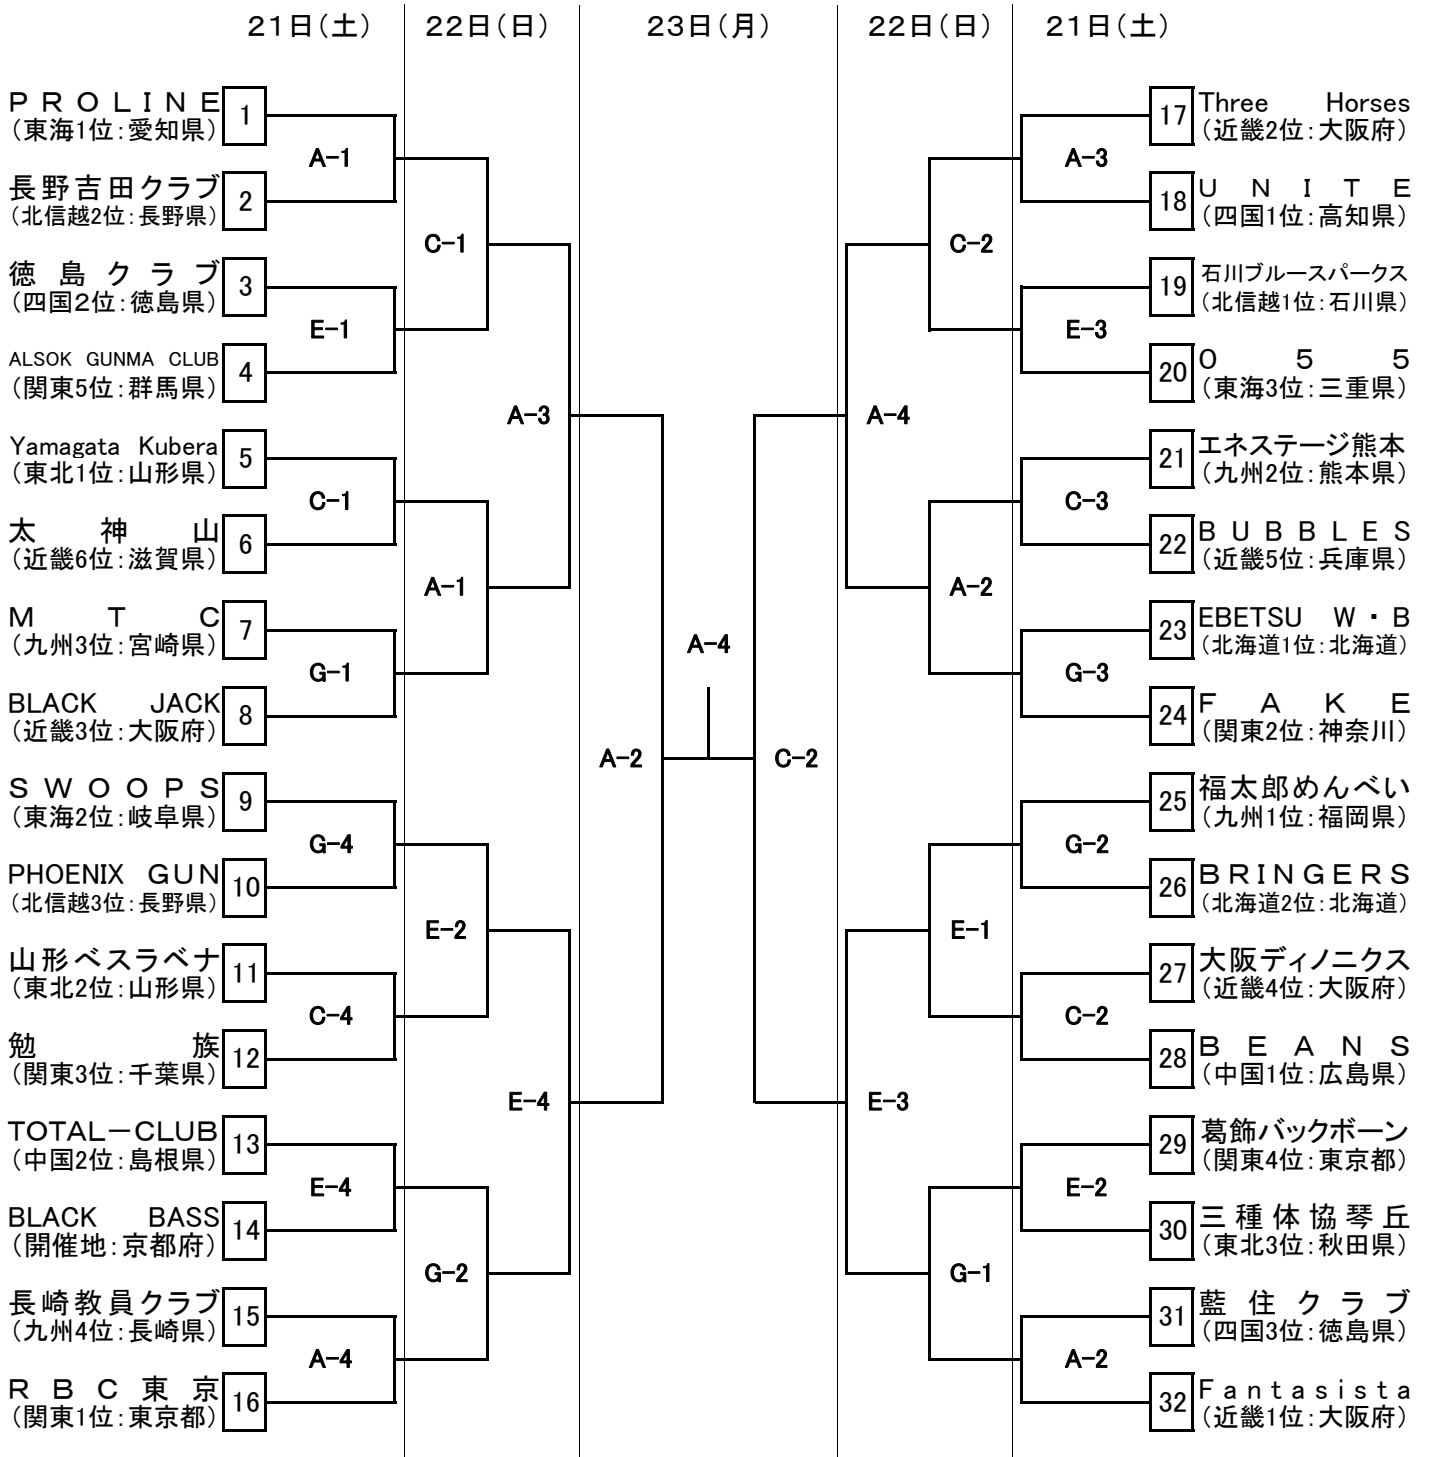 21日(土) 22日(日) 23日(月) 22日(日) 21日(土)
PROLINE
(東海1位:愛知県)
1
A-1
長野吉田クラブ
(北信越2位:長野県)
2
C-1
徳島クラブ
(四国2位:徳島県)
3
E-1
ALSOK GUNMA CLUB
(関東5位:群馬県)
4
A-3
Yamagata Kubera
(東北1位:山形県)
5
C-1
太神山
(近畿6位:滋賀県)
6
A-1
MTC
(九州3位:宮崎県)
7
G-1
BLACK JACK
(近畿3位:大阪府)
8
A-2
SWOOPS
(東海2位:岐阜県)
9
G-4
PHOENIX GUN
(北信越3位:長野県)
10
E-2
山形ベスラベナ
(東北2位:山形県)
11
C-4
勉族
(関東3位:千葉県)
12
E-4
TOTAL-CLUB
(中国2位:島根県)
13
E-4
BLACK BASS
(開催地:京都府)
14
G-2
長崎教員クラブ
(九州4位:長崎県)
15
A-4
RBC東京
(関東1位:東京都)
16
A-4
17
Three Horses
(近畿2位:大阪府)
A-3
18
UNITE
(四国1位:高知県)
C-2
19
石川ブルースパークス
(北信越1位:石川県)
E-3
20
055
(東海3位:三重県)
A-4
21
エネステージ熊本
(九州2位:熊本県)
C-3
22
BUBBLES
(近畿5位:兵庫県)
A-2
23
EBETSU W・B
(北海道1位:北海道)
G-3
24
FAKE
(関東2位:神奈川)
C-2
25
福太郎めんべい
(九州1位:福岡県)
G-2
26
BRINGERS
(北海道2位:北海道)
E-1
27
大阪ディノニクス
(近畿4位:大阪府)
C-2
28
BEANS
(中国1位:広島県)
E-3
29
葛飾バックボーン
(関東4位:東京都)
E-2
30
三種体協琴丘
(東北3位:秋田県)
G-1
31
藍住クラブ
(四国3位:徳島県)
A-2
32
Fantasista
(近畿1位:大阪府)